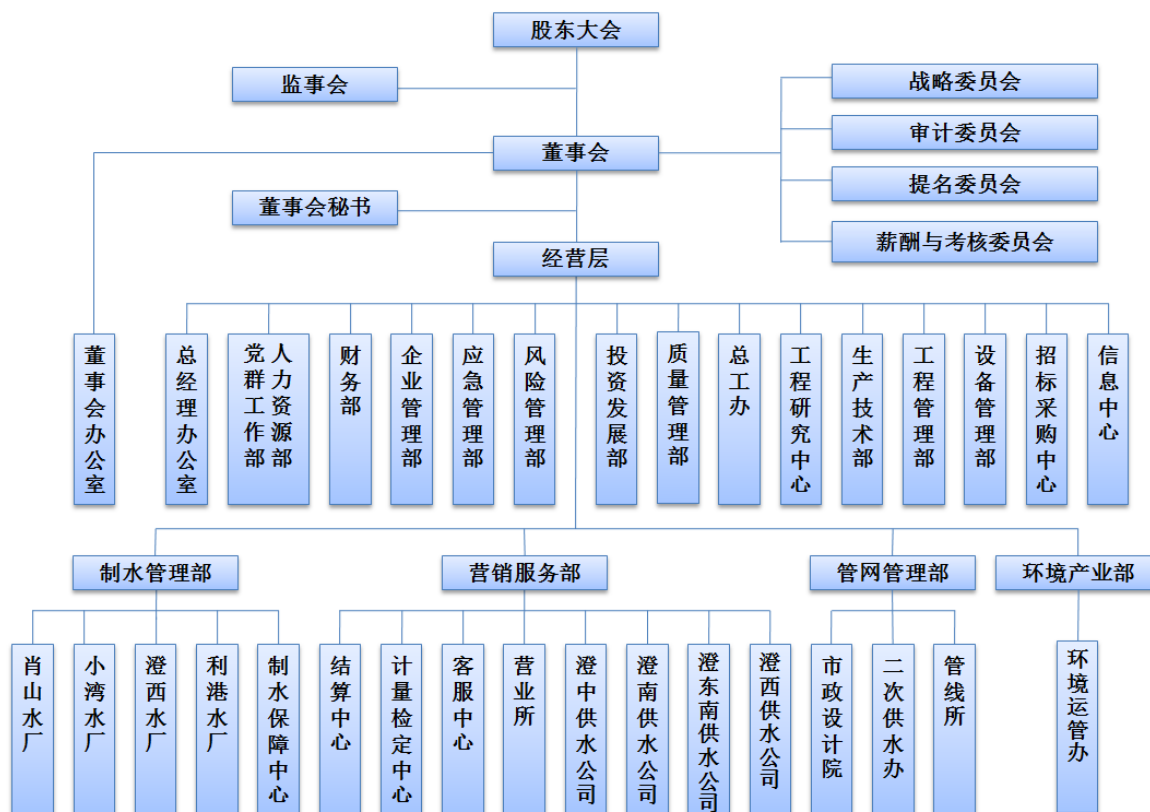 股东大会
监事会
战略委员会
审计委员会
董事会
提名委员会
董事会秘书
薪酬与考核委员会
经营层
董事会办公室
总经理办公室
人力资源部
党群工作部
财务部
企业管理部
应急管理部
风险管理部
投资发展部
质量管理部
总工办
工程研究中心
生产技术部
工程管理部
设备管理部
招标采购中心
信息中心
制水管理部
营销服务部
管网管理部
环境产业部
肖山水厂
小湾水厂
澄西水厂
利港水厂
制水保障中心
结算中心
计量检定中心
客服中心
营业所
澄中供水公司
澄南供水公司
澄东南供水公司
澄西供水公司
市政设计院
二次供水办
管线所
环境运管办